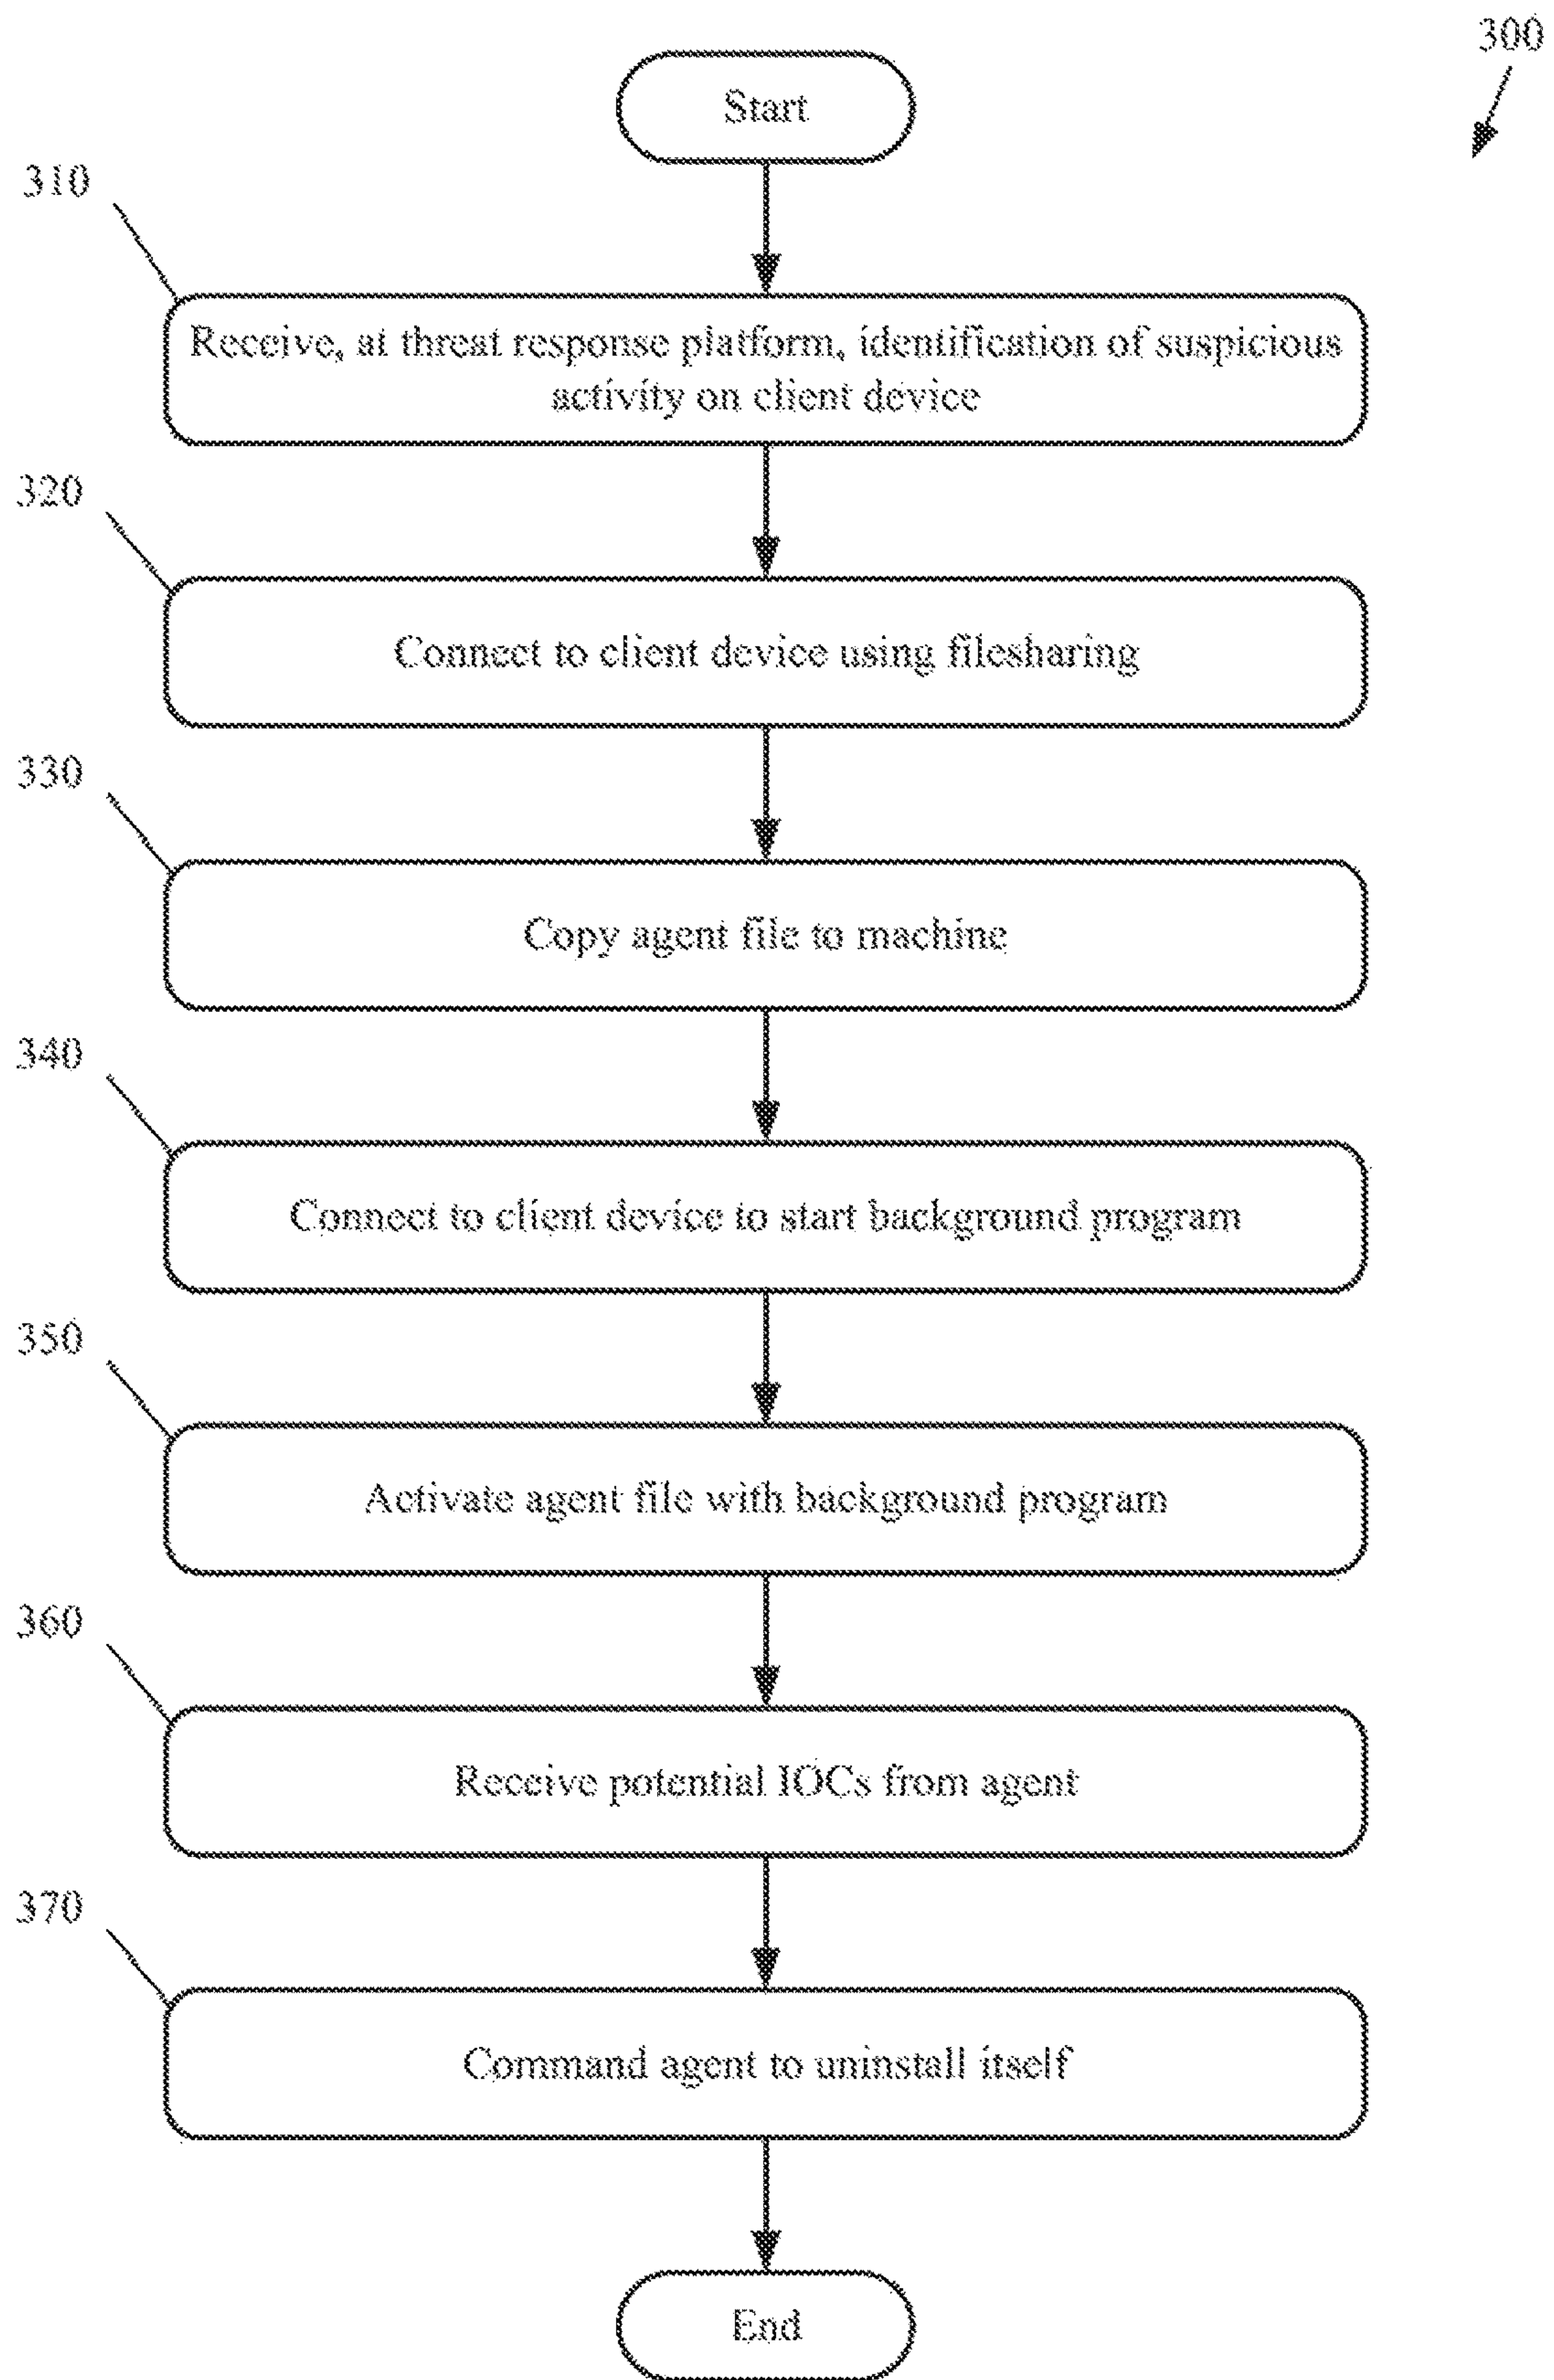 300
Start
310
Receive, at threat response platform, identification of suspicious
activity on client device
320
Connect to client device using filesharing
330
Copy agent file to machine
340
Connect to client device to start background program
350
Activate agent file with background program
360
Receive potential IOCs from agent
370
Command agent to uninstall itself
End